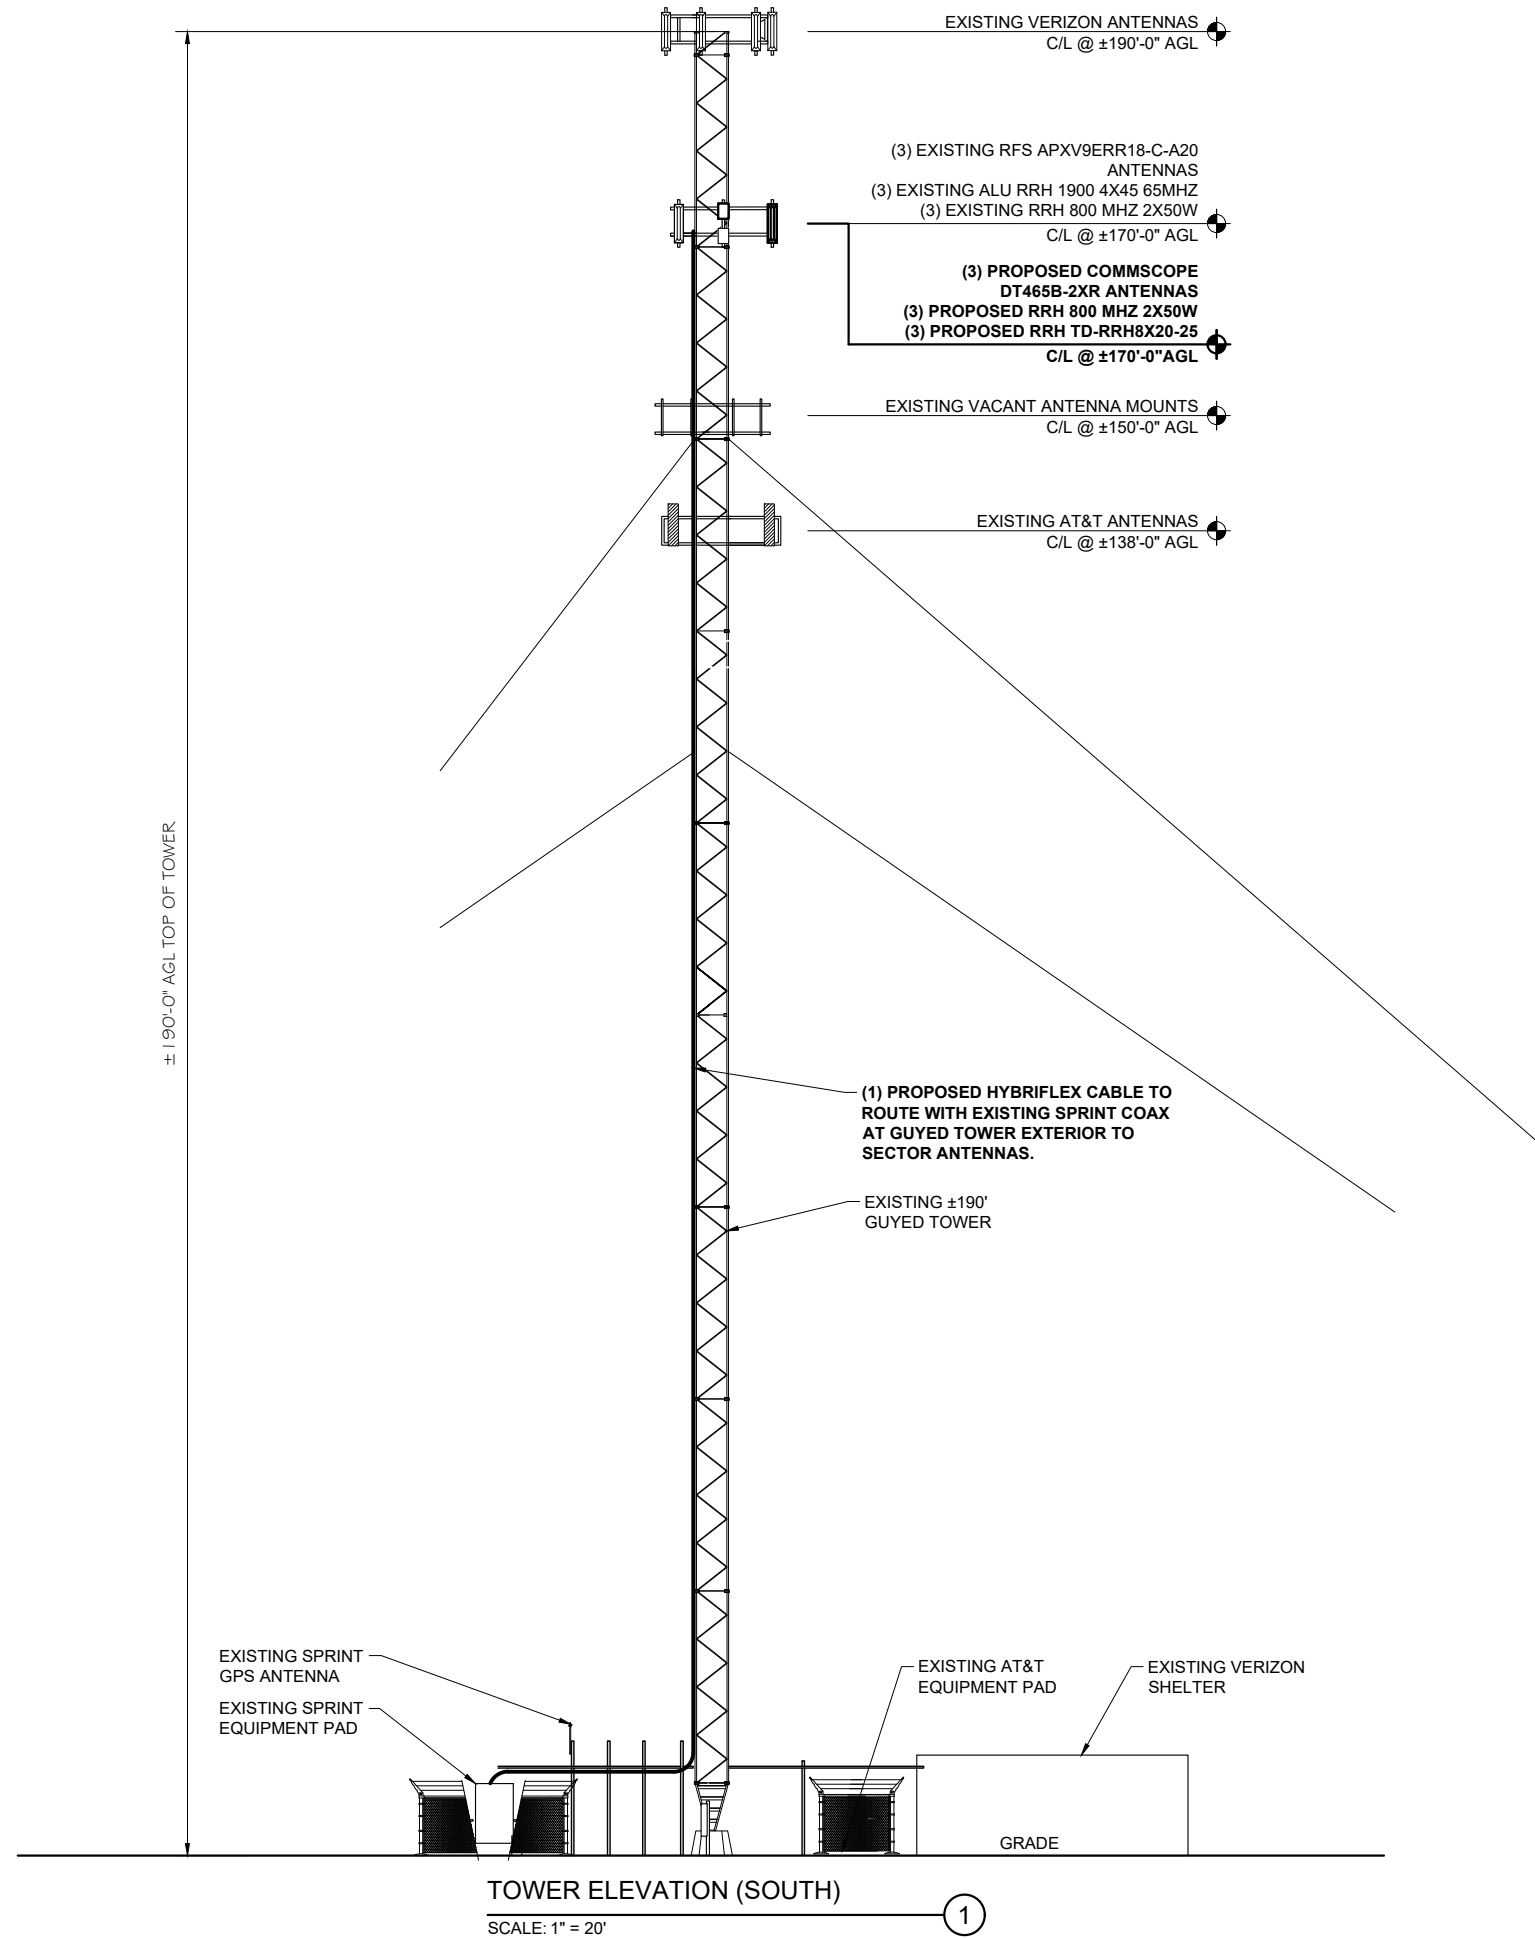 EXISTING VERIZON ANTENNAS
C/L @ ±190'-0" AGL
(3) EXISTING RFS APXV9ERR18-C-A20
ANTENNAS
(3) EXISTING ALU RRH 1900 4X45 65MHZ
(3) EXISTING RRH 800 MHZ 2X50W
C/L @ ±170'-0" AGL
(3) PROPOSED COMMSCOPE
DT465B-2XR ANTENNAS
(3) PROPOSED RRH 800 MHZ 2X50W
(3) PROPOSED RRH TD-RRH8X20-25
C/L @ ±170'-0"AGL
EXISTING VACANT ANTENNA MOUNTS
C/L @ ±150'-0" AGL
EXISTING AT&T ANTENNAS
C/L @ ±138'-0" AGL
±190'-0" AGL TOP OF TOWER
(1) PROPOSED HYBRIFLEX CABLE TO
ROUTE WITH EXISTING SPRINT COAX
AT GUYED TOWER EXTERIOR TO
SECTOR ANTENNAS.
EXISTING ±190'
GUYED TOWER
EXISTING SPRINT
GPS ANTENNA
EXISTING SPRINT
EQUIPMENT PAD
EXISTING AT&T
EQUIPMENT PAD
EXISTING VERIZON
SHELTER
GRADE
TOWER ELEVATION (SOUTH)
1
SCALE: 1" = 20'